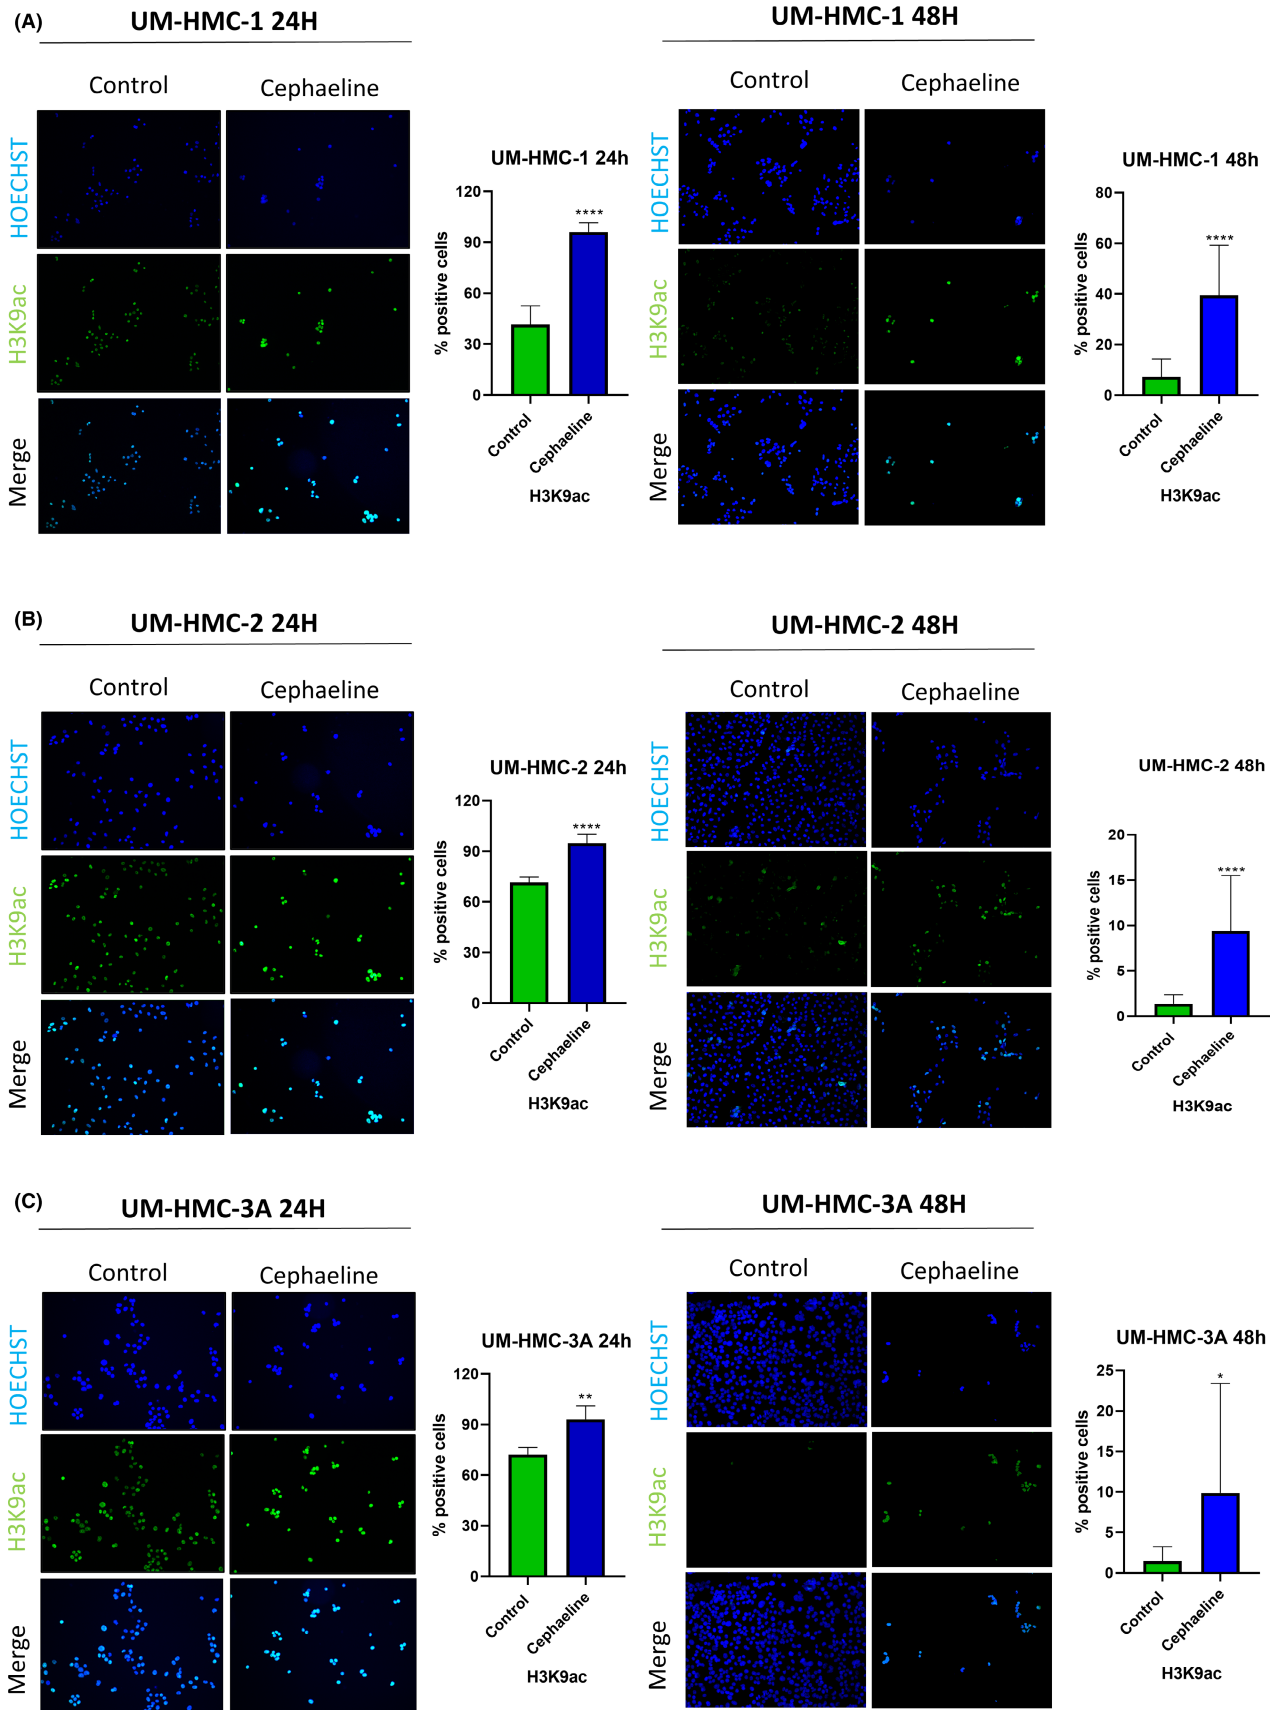 (A)
UM-HMC-1 24H
Control
Cephaeline
HOECHST
H3K9ac
Merge
UM-HMC-1 24h
% positive cells
120
90
60
30
0
****
Control
Cephaeline
H3K9ac
UM-HMC-1 48H
Control
Cephaeline
HOECHST
H3K9ac
Merge
UM-HMC-1 48h
% positive cells
80
60
40
20
0
****
Control
Cephaeline
H3K9ac
(B)
UM-HMC-2 24H
Control
Cephaeline
HOECHST
H3K9ac
Merge
UM-HMC-2 24h
% positive cells
120
90
60
30
0
****
Control
Cephaeline
H3K9ac
UM-HMC-2 48H
Control
Cephaeline
HOECHST
H3K9ac
Merge
UM-HMC-2 48h
% positive cells
20
15
10
5
0
****
Control
Cephaeline
H3K9ac
(C)
UM-HMC-3A 24H
Control
Cephaeline
HOECHST
H3K9ac
Merge
UM-HMC-3A 24h
% positive cells
120
90
60
30
0
**
Control
Cephaeline
H3K9ac
UM-HMC-3A 48H
Control
Cephaeline
HOECHST
H3K9ac
Merge
UM-HMC-3A 48h
% positive cells
25
20
15
10
5
0
*
Control
Cephaeline
H3K9ac